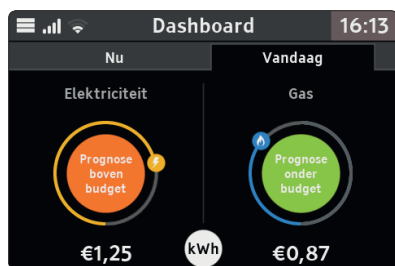 Dashboard 16:13
Nu Vandaag
Elektriciteit Gas
Prognose
boven
budget
Prognose
onder
budget
€1,25 kWh €0,87